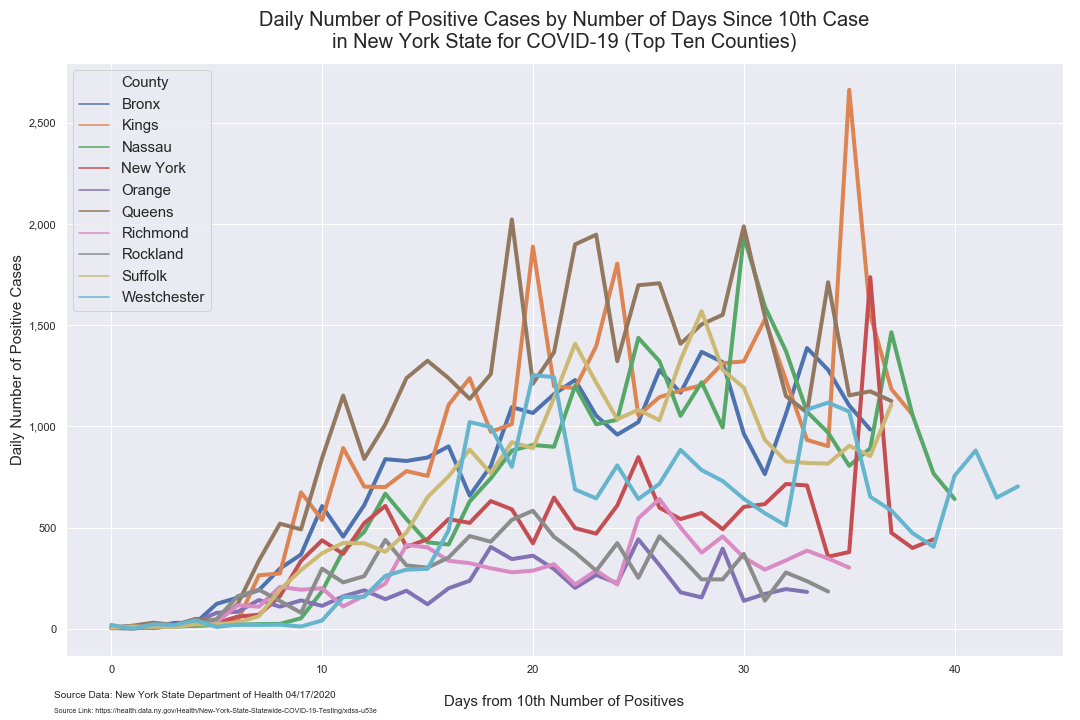 Daily Number of Positive Cases by Number of Days Since 10th Case
in New York State for COVID-19 (Top Ten Counties)
County
Bronx
Kings
Nassau
New York
Orange
Queens
Richmond
Rockland
Suffolk
Westchester
Daily Number of Positive Cases
2,500
2,000
1,500
1,000
500
0
0 10 20 30 40
Days from 10th Number of Positives
Source Data: New York State Department of Health 04/17/2020
Source Link: https://health.data.ny.gov/Health/New-York-State-Statewide-COVID-19-Testing/xdss-u53e